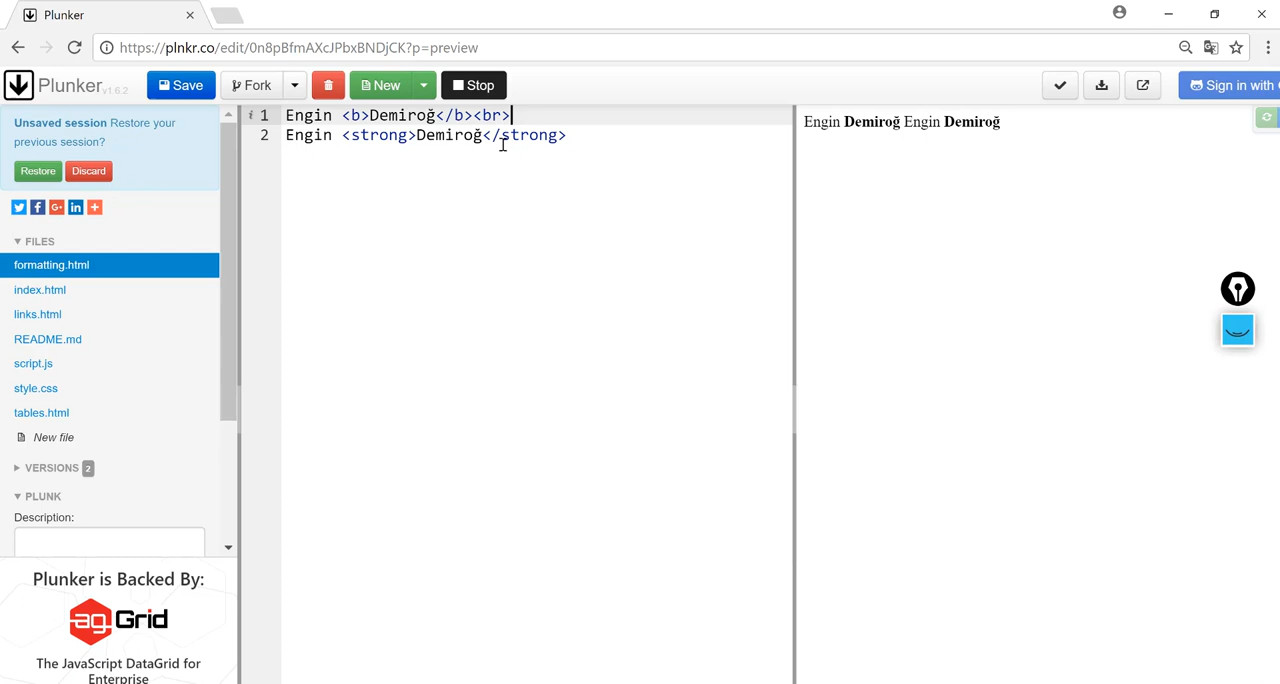 Plunker
https://plnkr.co/edit/0n8pBfmAXcJPbxBNDjCK?p=preview
Plunker v1.6.2
Save
Fork
New
Stop
Sign in with
Unsaved session Restore your
previous session?
Restore
Discard
FILES
formatting.html
index.html
links.html
README.md
script.js
style.css
tables.html
New file
VERSIONS 2
PLUNK
Description:
Plunker is Backed By:
ag Grid
The JavaScript DataGrid for
Enterprise
i 1 Engin <b>Demiroğ</b><br>
2 Engin <strong>Demiroğ</strong>
Engin Demiroğ Engin Demiroğ